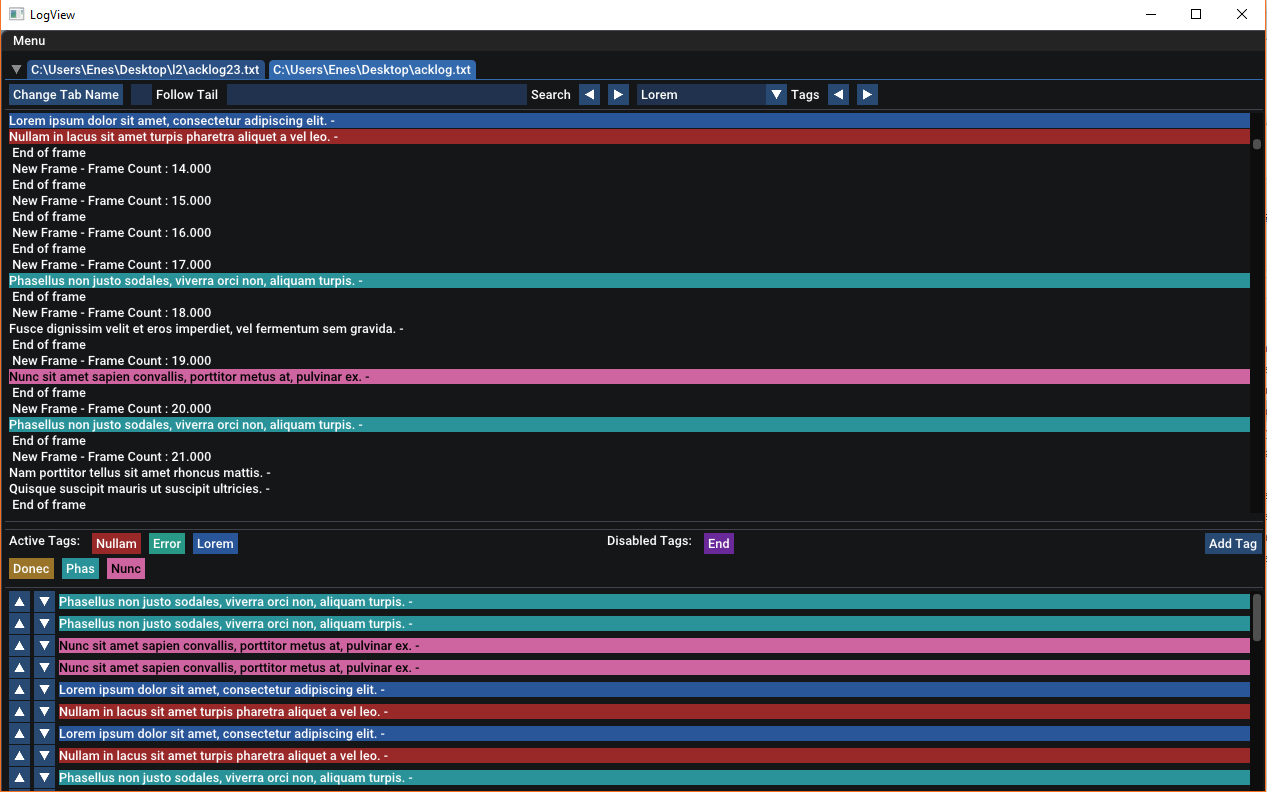 LogView
Menu
C:\Users\Enes\Desktop\l2\acklog23.txt C:\Users\Enes\Desktop\acklog.txt
Change Tab Name Follow Tail Search Lorem Tags
Lorem ipsum dolor sit amet, consectetur adipiscing elit. -
Nullam in lacus sit amet turpis pharetra aliquet a vel leo. -
End of frame
New Frame - Frame Count : 14.000
End of frame
New Frame - Frame Count : 15.000
End of frame
New Frame - Frame Count : 16.000
End of frame
New Frame - Frame Count : 17.000
Phasellus non justo sodales, viverra orci non, aliquam turpis. -
End of frame
New Frame - Frame Count : 18.000
Fusce dignissim velit et eros imperdiet, vel fermentum sem gravida. -
End of frame
New Frame - Frame Count : 19.000
Nunc sit amet sapien convallis, porttitor metus at, pulvinar ex. -
End of frame
New Frame - Frame Count : 20.000
Phasellus non justo sodales, viverra orci non, aliquam turpis. -
End of frame
New Frame - Frame Count : 21.000
Nam porttitor tellus sit amet rhoncus mattis. -
Quisque suscipit mauris ut suscipit ultricies. -
End of frame
Active Tags: Nullam Error Lorem Disabled Tags: End Add Tag
Donec Phas Nunc
Phasellus non justo sodales, viverra orci non, aliquam turpis. -
Phasellus non justo sodales, viverra orci non, aliquam turpis. -
Nunc sit amet sapien convallis, porttitor metus at, pulvinar ex. -
Nunc sit amet sapien convallis, porttitor metus at, pulvinar ex. -
Lorem ipsum dolor sit amet, consectetur adipiscing elit. -
Nullam in lacus sit amet turpis pharetra aliquet a vel leo. -
Lorem ipsum dolor sit amet, consectetur adipiscing elit. -
Nullam in lacus sit amet turpis pharetra aliquet a vel leo. -
Phasellus non justo sodales, viverra orci non, aliquam turpis. -